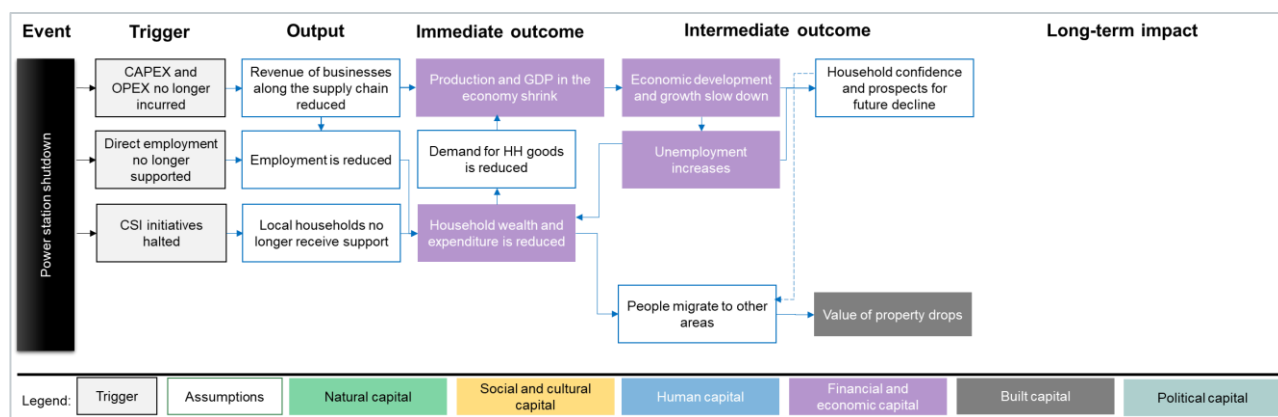 Event
Trigger
Output
Immediate outcome
Intermediate outcome
Long-term impact
Power station shutdown
CAPEX and
OPEX no longer
incurred
Revenue of businesses
along the supply chain
reduced
Production and GDP in the
economy shrink
Economic development
and growth slow down
Household confidence
and prospects for
future decline
Direct employment
no longer
supported
Employment is reduced
Demand for HH goods
is reduced
Unemployment
increases
CSI initiatives
halted
Local households no
longer receive support
Household wealth and
expenditure is reduced
People migrate to other
areas
Value of property drops
Legend:
Trigger
Assumptions
Natural capital
Social and cultural
capital
Human capital
Financial and
economic capital
Built capital
Political capital